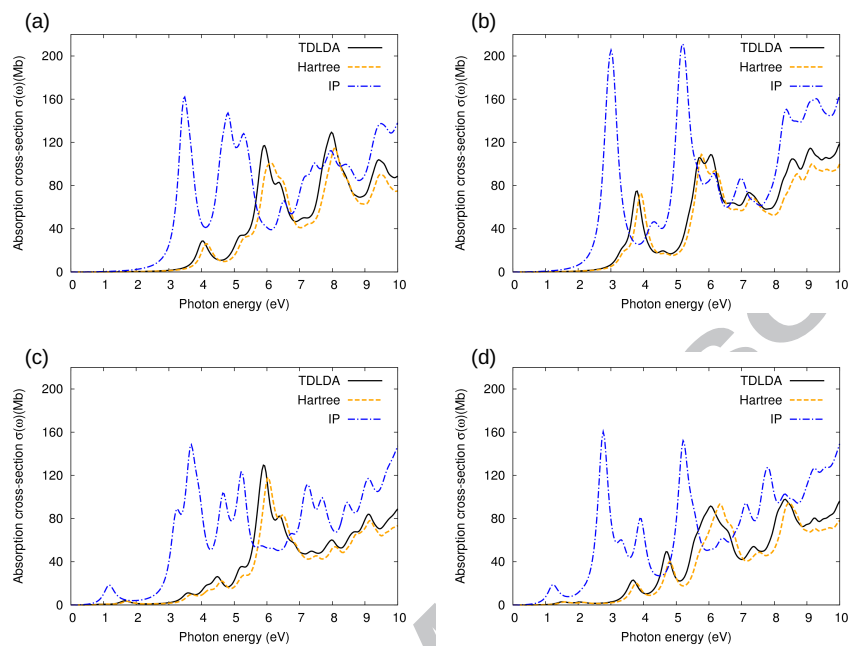 (a)
220
200
160
120
80
40
0
Absorption cross-section σ(ω)(Mb)
TDLDA
Hartree
IP
0 1 2 3 4 5 6 7 8 9 10
Photon energy (eV)
(b)
200
160
120
80
40
0
Absorption cross-section σ(ω)(Mb)
TDLDA
Hartree
IP
0 1 2 3 4 5 6 7 8 9 10
Photon energy (eV)
(c)
200
160
120
80
40
0
Absorption cross-section σ(ω)(Mb)
TDLDA
Hartree
IP
0 1 2 3 4 5 6 7 8 9 10
Photon energy (eV)
(d)
200
160
120
80
40
0
Absorption cross-section σ(ω)(Mb)
TDLDA
Hartree
IP
0 1 2 3 4 5 6 7 8 9 10
Photon energy (eV)